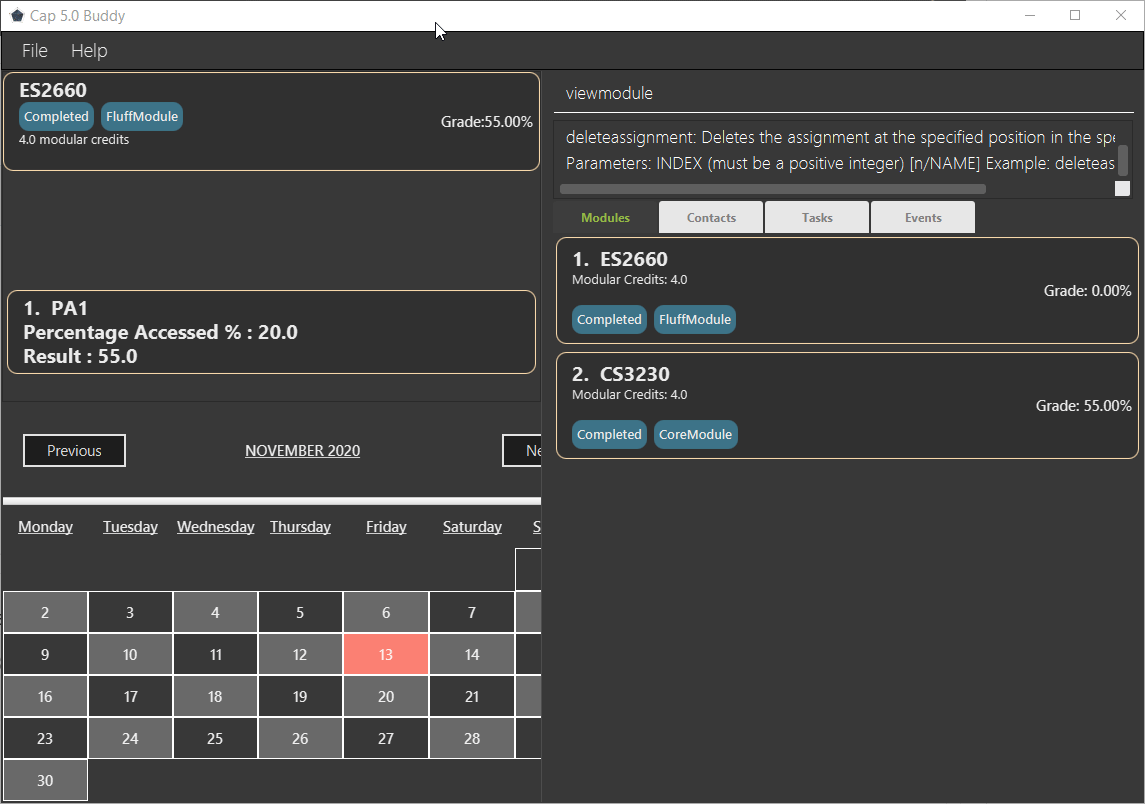 Cap 5.0 Buddy
File Help
ES2660
Completed FluffModule
4.0 modular credits
Grade:55.00%
1. PA1
Percentage Accessed % : 20.0
Result : 55.0
Previous NOVEMBER 2020 Ne
Monday Tuesday Wednesday Thursday Friday Saturday S
2 3 4 5 6 7
9 10 11 12 13 14
16 17 18 19 20 21
23 24 25 26 27 28
30
viewmodule
deleteassignment: Deletes the assignment at the specified position in the spe
Parameters: INDEX (must be a positive integer) [n/NAME] Example: deleteas
Modules Contacts Tasks Events
1. ES2660
Modular Credits: 4.0
Grade: 0.00%
Completed FluffModule
2. CS3230
Modular Credits: 4.0
Grade: 55.00%
Completed CoreModule